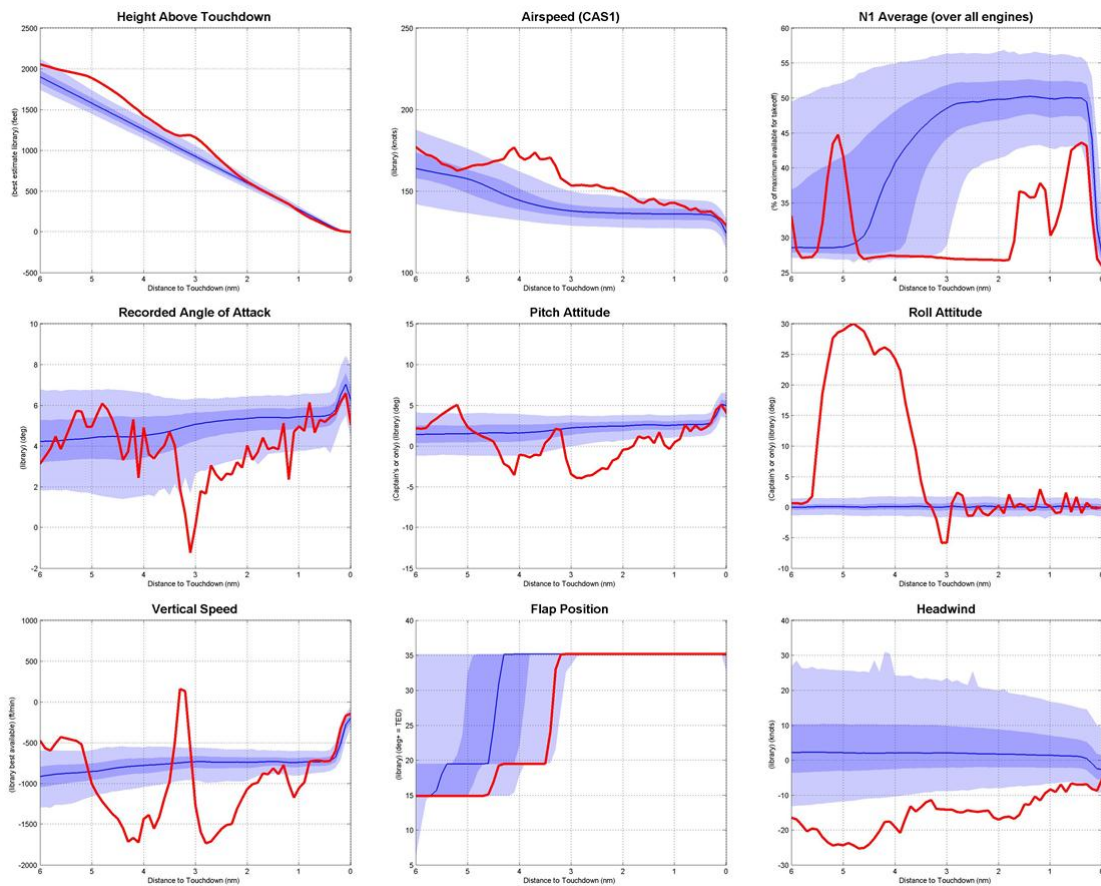 Height Above Touchdown
2500
2000
1500
1000
500
0
-500
(best estimate library) (feet)
6 5 4 3 2 1 0
Distance to Touchdown (nm)
Airspeed (CAS1)
250
200
150
100
(library) (knots)
6 5 4 3 2 1 0
Distance to Touchdown (nm)
N1 Average (over all engines)
60
55
50
45
40
35
30
25
(% of maximum available for takeoff)
6 5 4 3 2 1 0
Distance to Touchdown (nm)
Recorded Angle of Attack
10
8
6
4
2
0
-2
(library) (deg)
6 5 4 3 2 1 0
Distance to Touchdown (nm)
Pitch Attitude
15
10
5
0
-5
-10
-15
(Captain's or only) (library) (deg)
6 5 4 3 2 1 0
Distance to Touchdown (nm)
Roll Attitude
30
25
20
15
10
5
0
-5
-10
(Captain's or only) (library) (deg)
6 5 4 3 2 1 0
Distance to Touchdown (nm)
Vertical Speed
1000
500
0
-500
-1000
-1500
-2000
(library best available) (ft/min)
6 5 4 3 2 1 0
Distance to Touchdown (nm)
Flap Position
40
35
30
25
20
15
10
5
(library) (deg+ = TED)
6 5 4 3 2 1 0
Distance to Touchdown (nm)
Headwind
40
30
20
10
0
-10
-20
-30
(library) (knots)
6 5 4 3 2 1 0
Distance to Touchdown (nm)